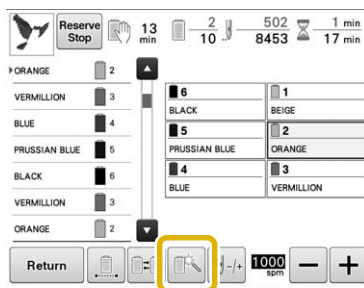 Reserve Stop
13 min
2
10
502
8453
1 min
17 min
ORANGE 2
VERMILLION 3
BLUE 4
PRUSSIAN BLUE 5
BLACK 6
VERMILLION 3
ORANGE 2
6
BLACK
1
BEIGE
5
PRUSSIAN BLUE
2
ORANGE
4
BLUE
3
VERMILLION
Return
-/+
1000 spm
−
+